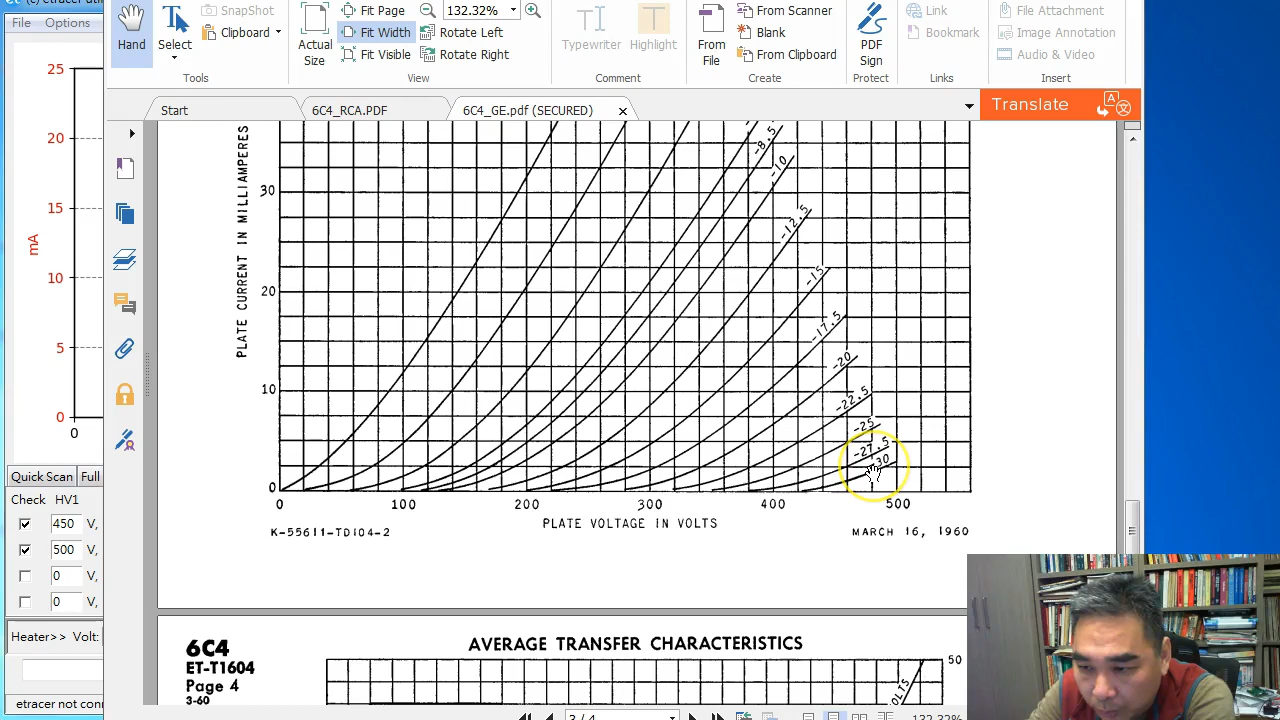 File Options
Hand
Select
SnapShot
Clipboard
Tools
Actual Size
Fit Page
Fit Width
Fit Visible
132.32%
Rotate Left
Rotate Right
View
Typewriter
Highlight
Comment
From File
From Scanner
Blank
From Clipboard
Create
PDF Sign
Protect
Link
Bookmark
Links
File Attachment
Image Annotation
Audio & Video
Insert
Start
6C4_RCA.PDF
6C4_GE.pdf (SECURED)
Translate
25
20
15
10
5
0
mA
0
PLATE CURRENT IN MILLIAMPERES
30
20
10
0
-8.5
-10
-12.5
-15
-17.5
-20
-22.5
-25
-27.5
-30
0 100 200 300 400 500
PLATE VOLTAGE IN VOLTS
K-55611-TD104-2
MARCH 16, 1960
Quick Scan Full
Check HV1
450 V,
500 V,
0 V,
0 V,
Heater>> Volt:
etracer not con
6C4
ET-T1604
Page 4
3-60
AVERAGE TRANSFER CHARACTERISTICS
50
3 / 4
132.32%